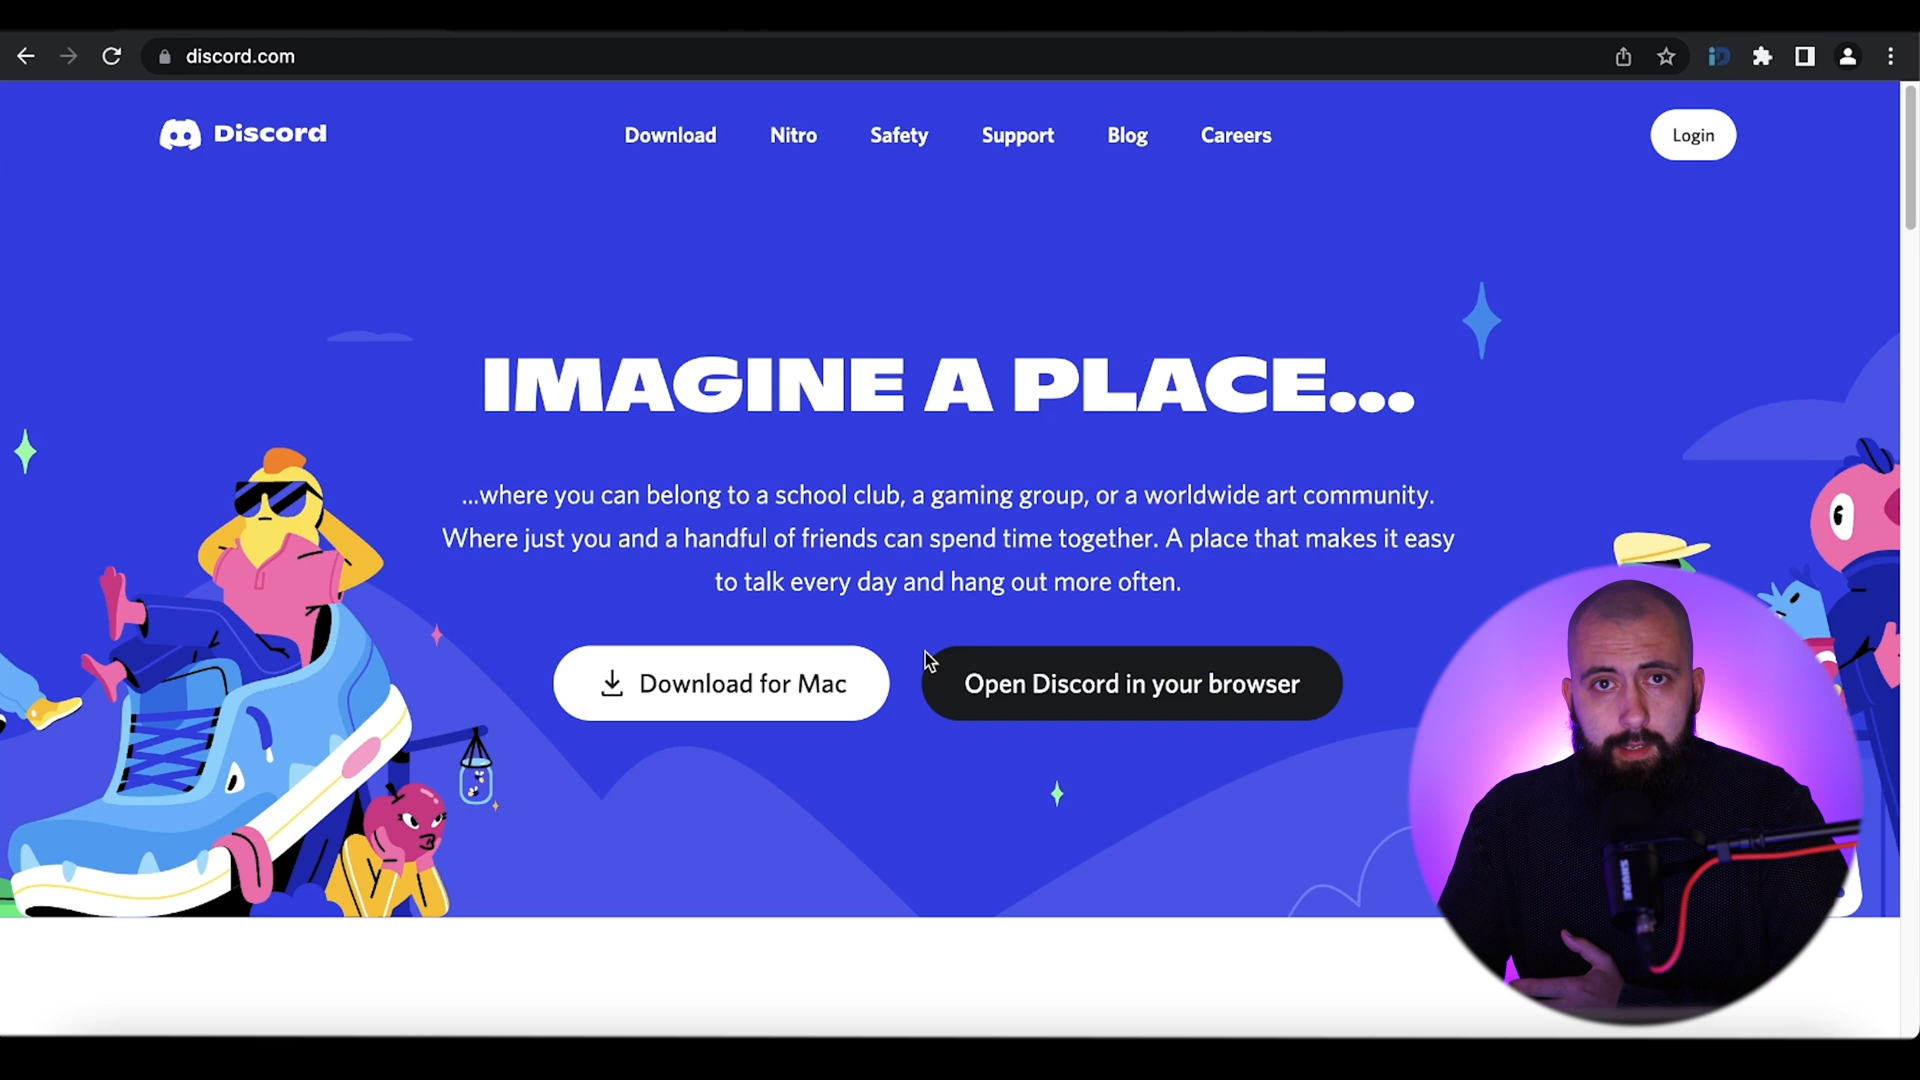 discord.com
Discord
Download
Nitro
Safety
Support
Blog
Careers
Login
IMAGINE A PLACE...
...where you can belong to a school club, a gaming group, or a worldwide art community.
Where just you and a handful of friends can spend time together. A place that makes it easy
to talk every day and hang out more often.
Download for Mac
Open Discord in your browser
SHURE